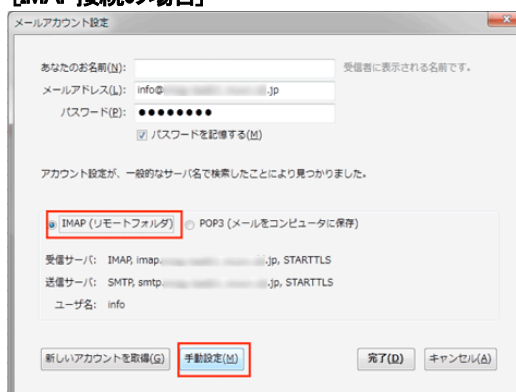 [IMAP接続の場合]
メールアカウント設定
あなたのお名前(N): 受信者に表示される名前です。
メールアドレス(L): info@ .jp
パスワード(P): ●●●●●●●●
パスワードを記憶する(M)
アカウント設定が、一般的なサーバ名で検索したことにより見つかりました。
IMAP (リモートフォルダ) POP3 (メールをコンピュータに保存)
受信サーバ: IMAP, imap. .jp, STARTTLS
送信サーバ: SMTP, smtp. .jp, STARTTLS
ユーザ名: info
新しいアカウントを取得(G) 手動設定(M) 完了(D) キャンセル(A)